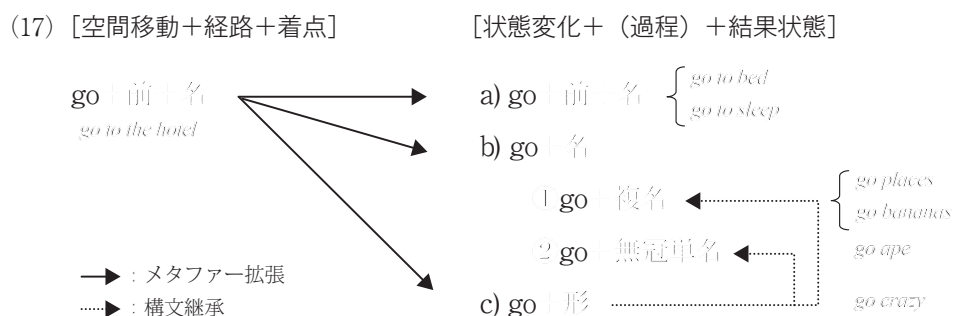 (17) [空間移動＋経路＋着点] [状態変化＋（過程）＋結果状態]
go＋前＋名
go to the hotel
a) go＋前＋名
go to bed
go to sleep
b) go＋名
① go＋複名
go places
go bananas
② go＋無冠単名
go ape
c) go＋形
go crazy
：メタファー拡張
：構文継承